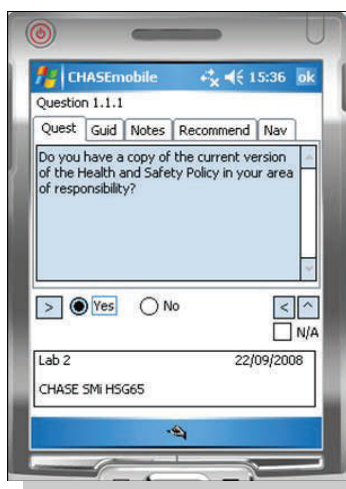 CHASEmobile 15:36 ok
Question 1.1.1
Quest Guid Notes Recommend Nav
Do you have a copy of the current version
of the Health and Safety Policy in your area
of responsibility?
> Yes No < ^
N/A
Lab 2 22/09/2008
CHASE SMi HSG65